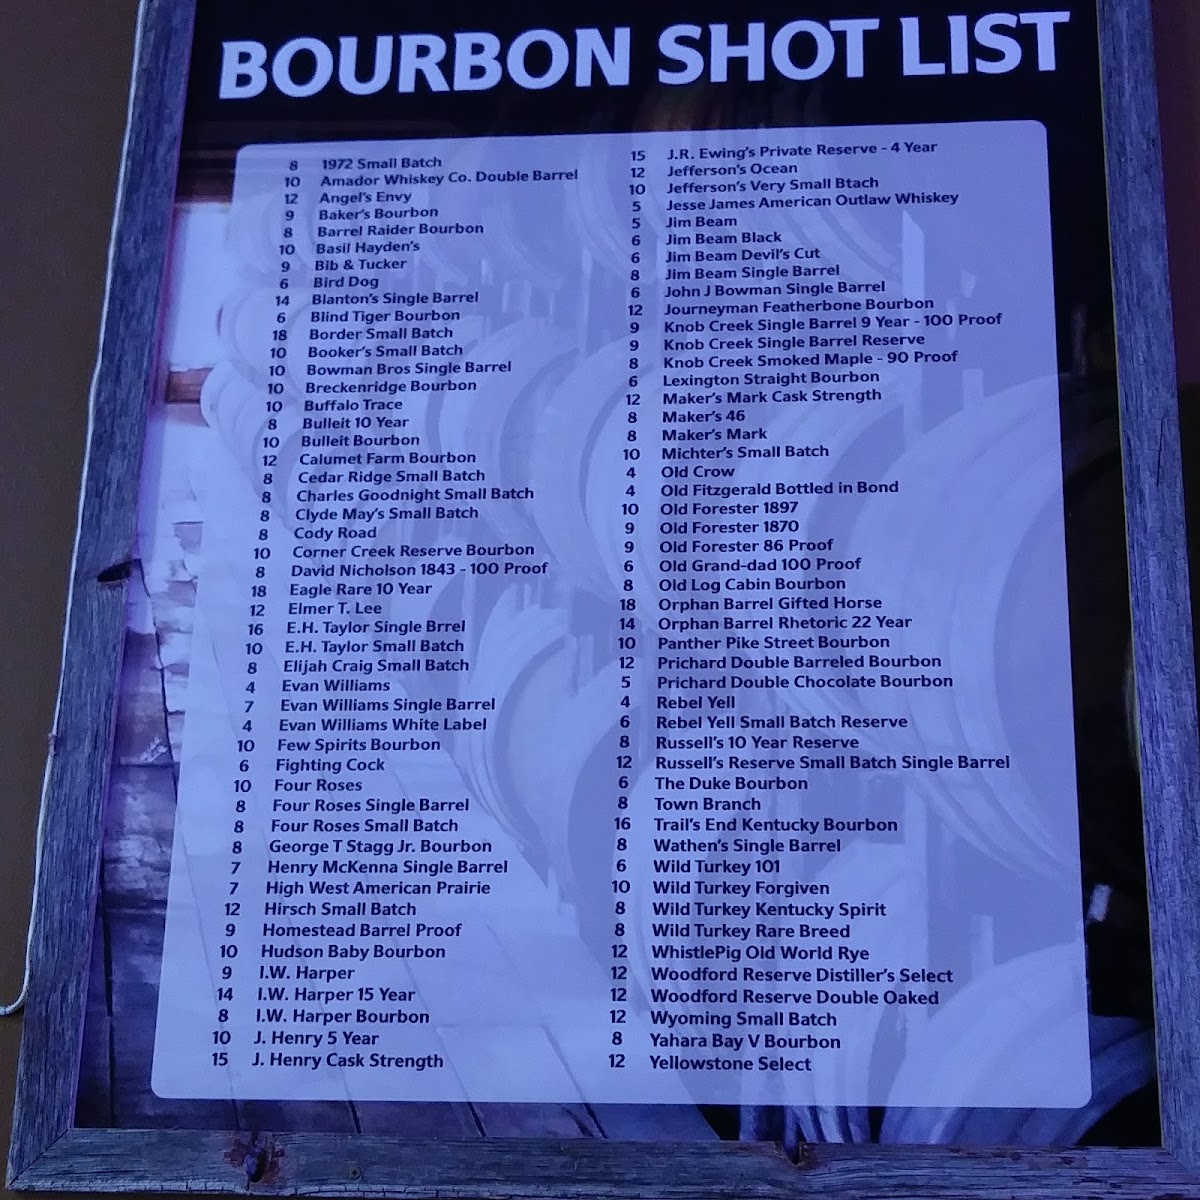 BOURBON SHOT LIST
8 1972 Small Batch
10 Amador Whiskey Co. Double Barrel
12 Angel's Envy
9 Baker's Bourbon
8 Barrel Raider Bourbon
10 Basil Hayden's
9 Bib & Tucker
6 Bird Dog
14 Blanton's Single Barrel
6 Blind Tiger Bourbon
18 Border Small Batch
10 Booker's Small Batch
10 Bowman Bros Single Barrel
10 Breckenridge Bourbon
10 Buffalo Trace
8 Bulleit 10 Year
10 Bulleit Bourbon
12 Calumet Farm Bourbon
8 Cedar Ridge Small Batch
8 Charles Goodnight Small Batch
8 Clyde May's Small Batch
8 Cody Road
10 Corner Creek Reserve Bourbon
8 David Nicholson 1843 - 100 Proof
18 Eagle Rare 10 Year
12 Elmer T. Lee
16 E.H. Taylor Single Brrel
10 E.H. Taylor Small Batch
8 Elijah Craig Small Batch
4 Evan Williams
7 Evan Williams Single Barrel
4 Evan Williams White Label
10 Few Spirits Bourbon
6 Fighting Cock
10 Four Roses
8 Four Roses Single Barrel
8 Four Roses Small Batch
8 George T Stagg Jr. Bourbon
7 Henry McKenna Single Barrel
7 High West American Prairie
12 Hirsch Small Batch
9 Homestead Barrel Proof
10 Hudson Baby Bourbon
9 I.W. Harper
14 I.W. Harper 15 Year
8 I.W. Harper Bourbon
10 J. Henry 5 Year
15 J. Henry Cask Strength
15 J.R. Ewing's Private Reserve - 4 Year
12 Jefferson's Ocean
10 Jefferson's Very Small Btach
5 Jesse James American Outlaw Whiskey
5 Jim Beam
6 Jim Beam Black
6 Jim Beam Devil's Cut
8 Jim Beam Single Barrel
6 John J Bowman Single Barrel
12 Journeyman Featherbone Bourbon
9 Knob Creek Single Barrel 9 Year - 100 Proof
9 Knob Creek Single Barrel Reserve
8 Knob Creek Smoked Maple - 90 Proof
6 Lexington Straight Bourbon
12 Maker's Mark Cask Strength
8 Maker's 46
8 Maker's Mark
10 Michter's Small Batch
4 Old Crow
4 Old Fitzgerald Bottled in Bond
10 Old Forester 1897
9 Old Forester 1870
9 Old Forester 86 Proof
6 Old Grand-dad 100 Proof
8 Old Log Cabin Bourbon
18 Orphan Barrel Gifted Horse
14 Orphan Barrel Rhetoric 22 Year
10 Panther Pike Street Bourbon
12 Prichard Double Barreled Bourbon
5 Prichard Double Chocolate Bourbon
4 Rebel Yell
6 Rebel Yell Small Batch Reserve
8 Russell's 10 Year Reserve
12 Russell's Reserve Small Batch Single Barrel
6 The Duke Bourbon
8 Town Branch
16 Trail's End Kentucky Bourbon
8 Wathen's Single Barrel
6 Wild Turkey 101
10 Wild Turkey Forgiven
8 Wild Turkey Kentucky Spirit
8 Wild Turkey Rare Breed
12 WhistlePig Old World Rye
12 Woodford Reserve Distiller's Select
12 Woodford Reserve Double Oaked
12 Wyoming Small Batch
8 Yahara Bay V Bourbon
12 Yellowstone Select